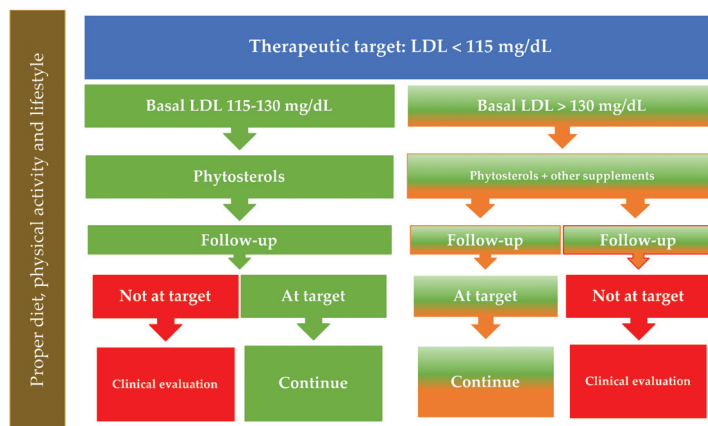 Proper diet, physical activity and lifestyle
Therapeutic target: LDL < 115 mg/dL
Basal LDL 115-130 mg/dL
Basal LDL > 130 mg/dL
Phytosterols
Phytosterols + other supplements
Follow-up
Follow-up
Follow-up
Not at target
At target
At target
Not at target
Clinical evaluation
Continue
Continue
Clinical evaluation